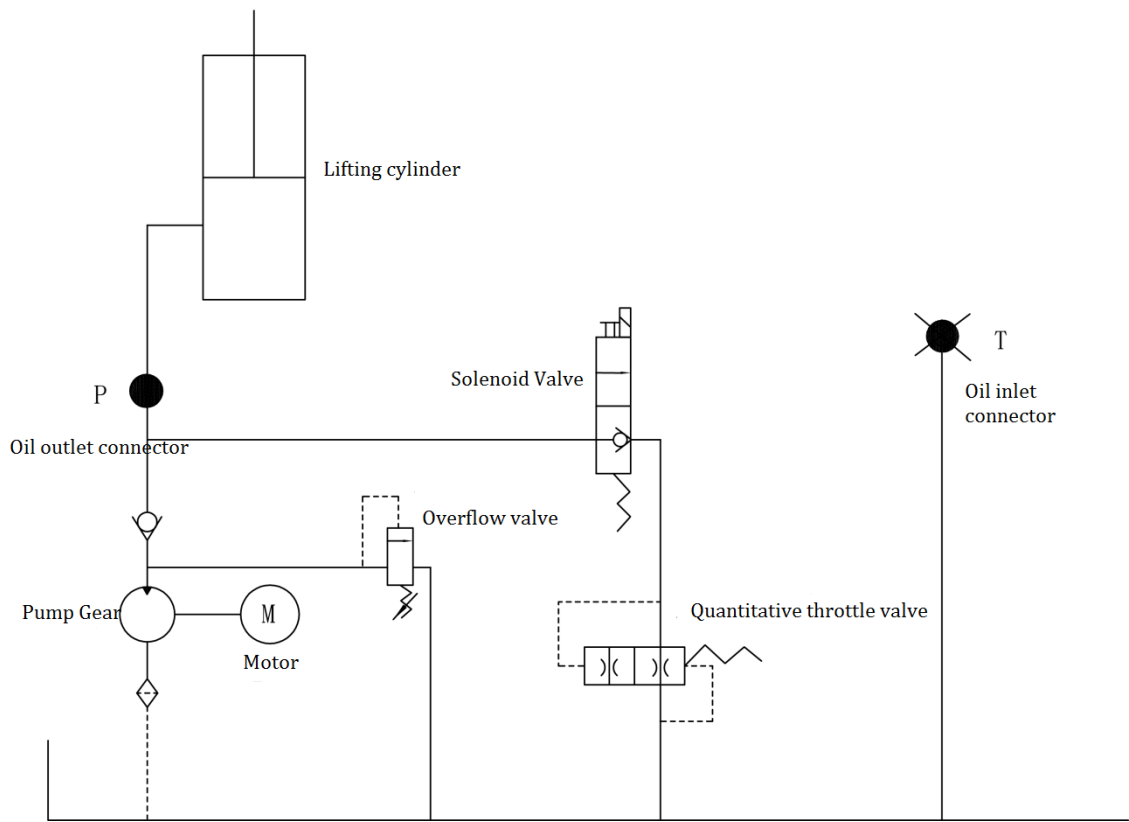 Lifting cylinder
Solenoid Valve
T
P
Oil inlet
connector
Oil outlet connector
Overflow valve
Pump Gear
M
Quantitative throttle valve
Motor